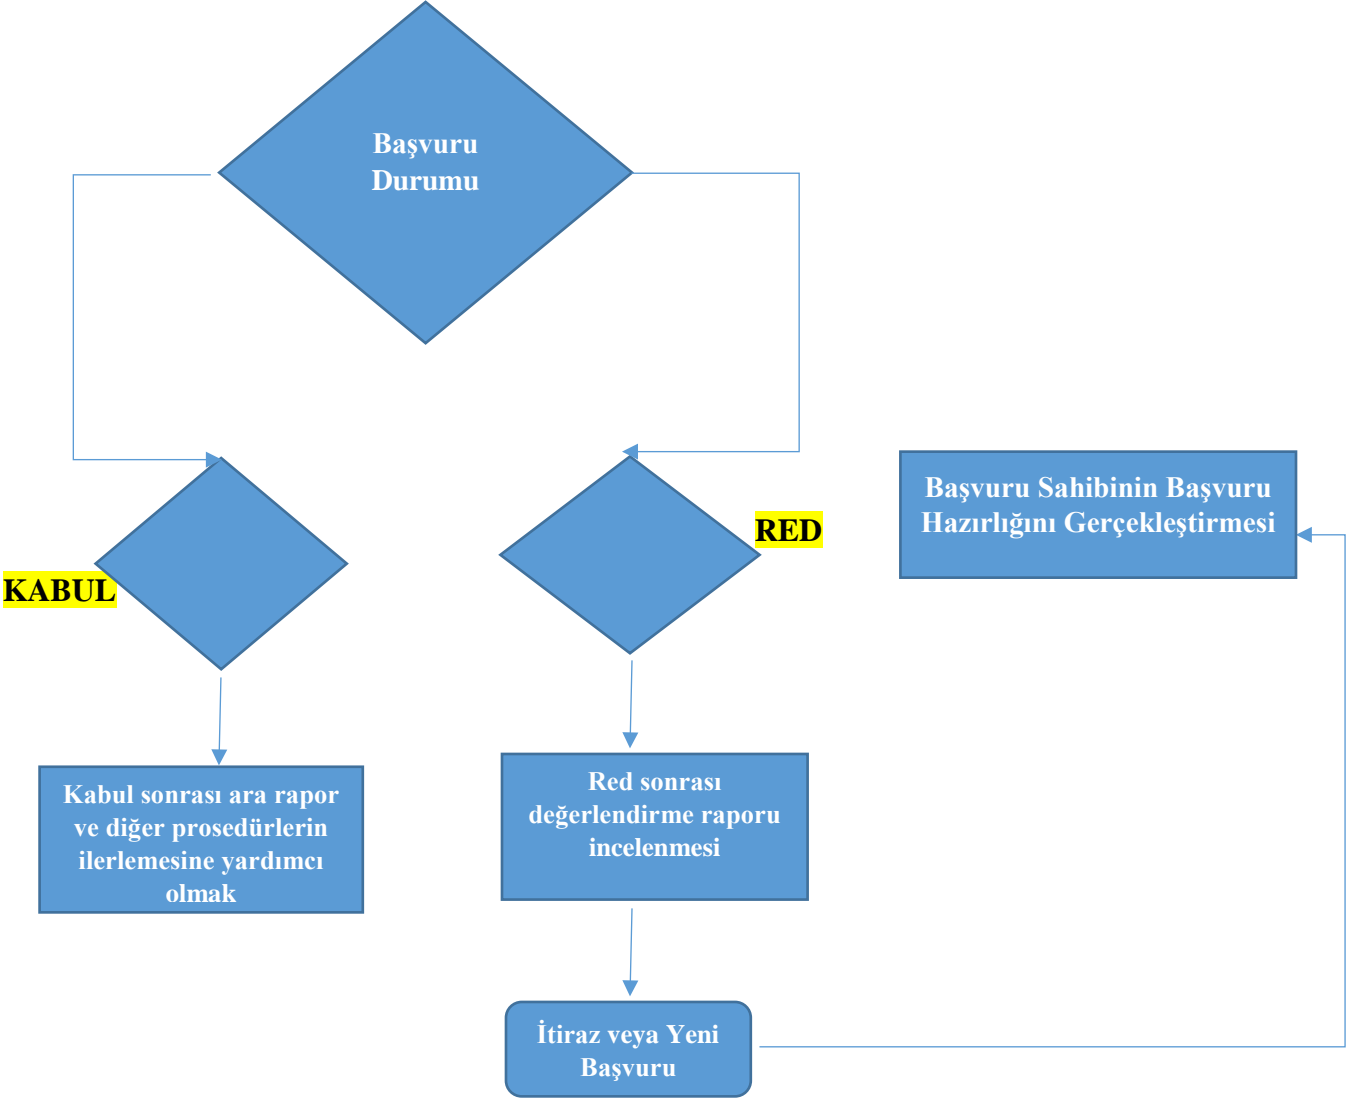 Başvuru
Durumu
Başvuru Sahibinin Başvuru
Hazırlığını Gerçekleştirmesi
RED
KABUL
Kabul sonrası ara rapor
ve diğer prosedürlerin
ilerlemesine yardımcı
olmak
Red sonrası
değerlendirme raporu
incelenmesi
İtiraz veya Yeni
Başvuru